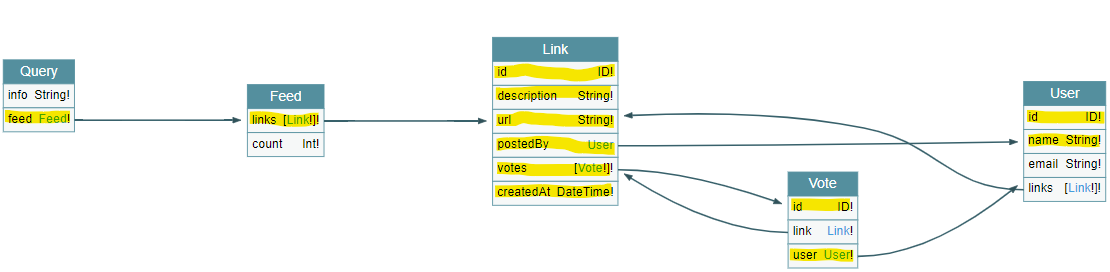 Query
info String!
feed Feed!
Feed
links [Link!]!
count Int!
Link
id ID!
description String!
url String!
postedBy User
votes [Vote!]!
createdAt DateTime!
Vote
id ID!
link Link!
user User!
User
id ID!
name String!
email String!
links [Link!]!